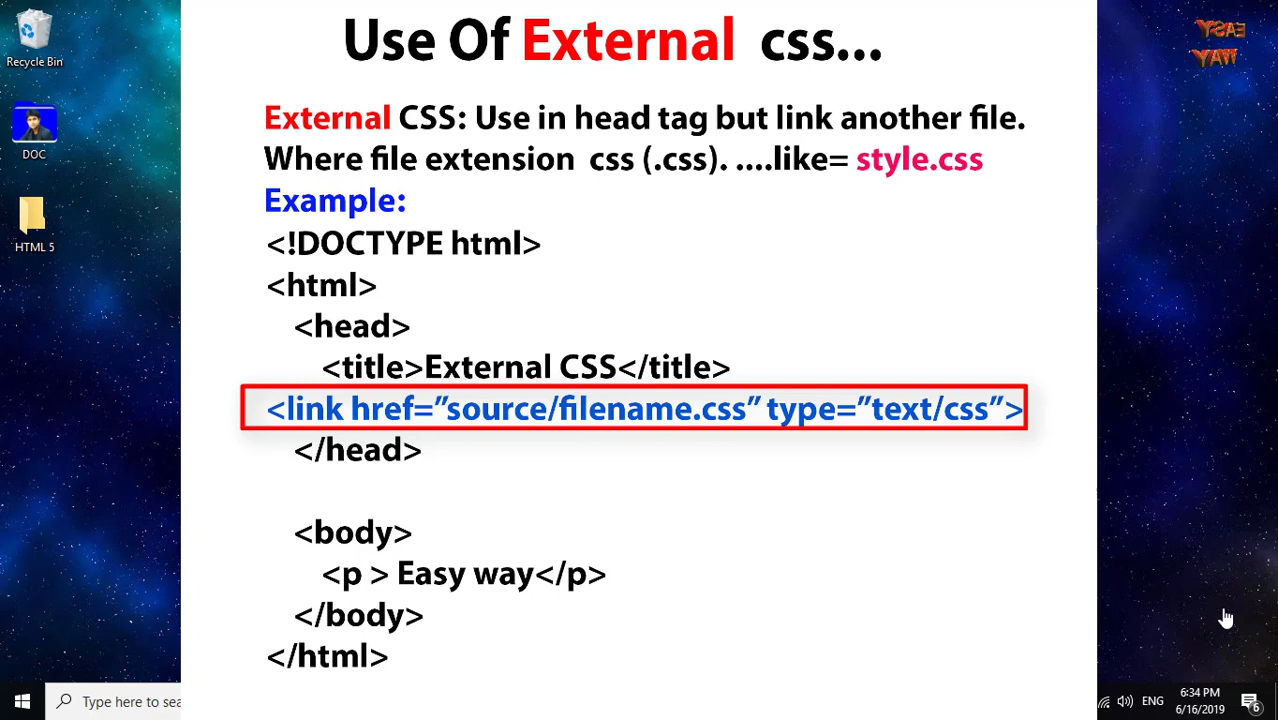 Use Of External css...
Recycle Bin
EASY
WAY
External CSS: Use in head tag but link another file.
Where file extension css (.css). ....like= style.css
DOC
Example:
<!DOCTYPE html>
HTML 5
<html>
<head>
<title>External CSS</title>
<link href=”source/filename.css” type=”text/css”>
</head>
<body>
<p > Easy way</p>
</body>
</html>
Type here to sea
ENG
6:34 PM
6/16/2019
6